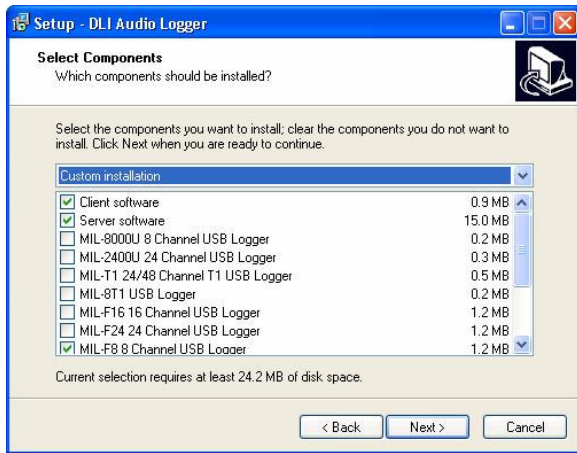 Setup - DLI Audio Logger
Select Components
Which components should be installed?
Select the components you want to install; clear the components you do not want to
install. Click Next when you are ready to continue.
Custom installation
Client software 0.9 MB
Server software 15.0 MB
MIL-8000U 8 Channel USB Logger 0.2 MB
MIL-2400U 24 Channel USB Logger 0.3 MB
MIL-T1 24/48 Channel T1 USB Logger 0.5 MB
MIL-8T1 USB Logger 0.2 MB
MIL-F16 16 Channel USB Logger 1.2 MB
MIL-F24 24 Channel USB Logger 1.2 MB
MIL-F8 8 Channel USB Logger 1.2 MB
Current selection requires at least 24.2 MB of disk space.
< Back Next > Cancel